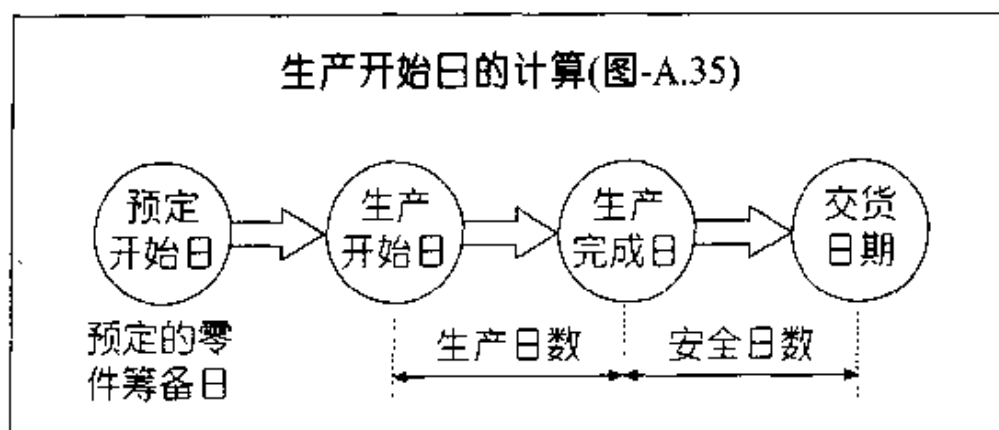 生产开始日的计算(图-A.35)
预定
开始日
生产
开始日
生产
完成日
交货
日期
预定的零
件筹备日
生产日数
安全日数